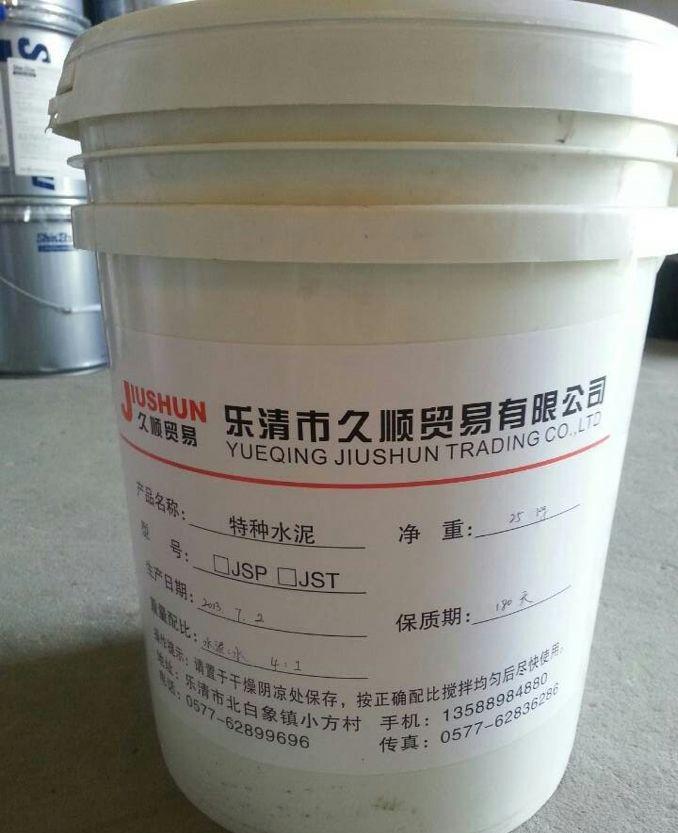 JIUSHUN
久顺贸易
乐清市久顺贸易有限公司
YUEQING JIUSHUN TRADING CO.,LTD
产品名称: 特种水泥 净 重: 25 kg
型 号: □JSP □JST
生产日期: 2013 7. 2 保质期: 180 天
重量配比: 水泥:水 4:1
操作提示: 请置于干燥阴凉处保存, 按正确配比搅拌均匀后尽快使用。
地址: 乐清市北白象镇小方村 手机: 13588984880
电话: 0577-62899696 传真: 0577-62836286